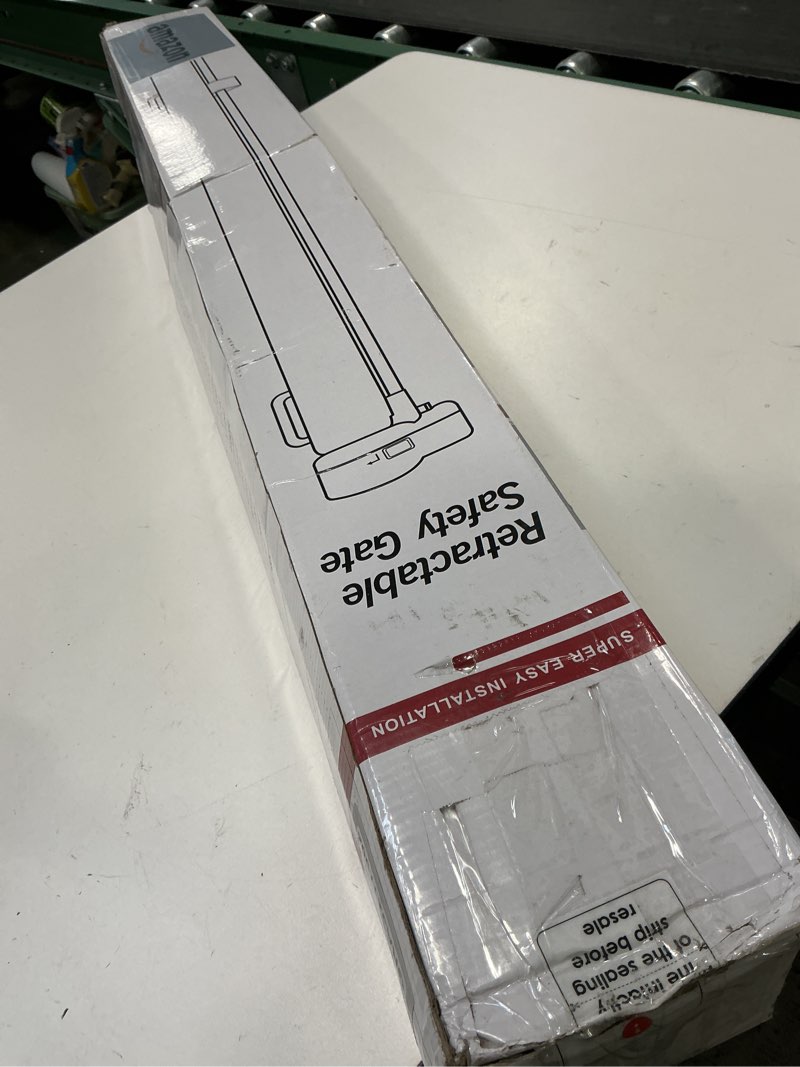 amazon
Retractable
Safety Gate
SUPER EASY INSTALLATION
of the sealing
strip before
resale